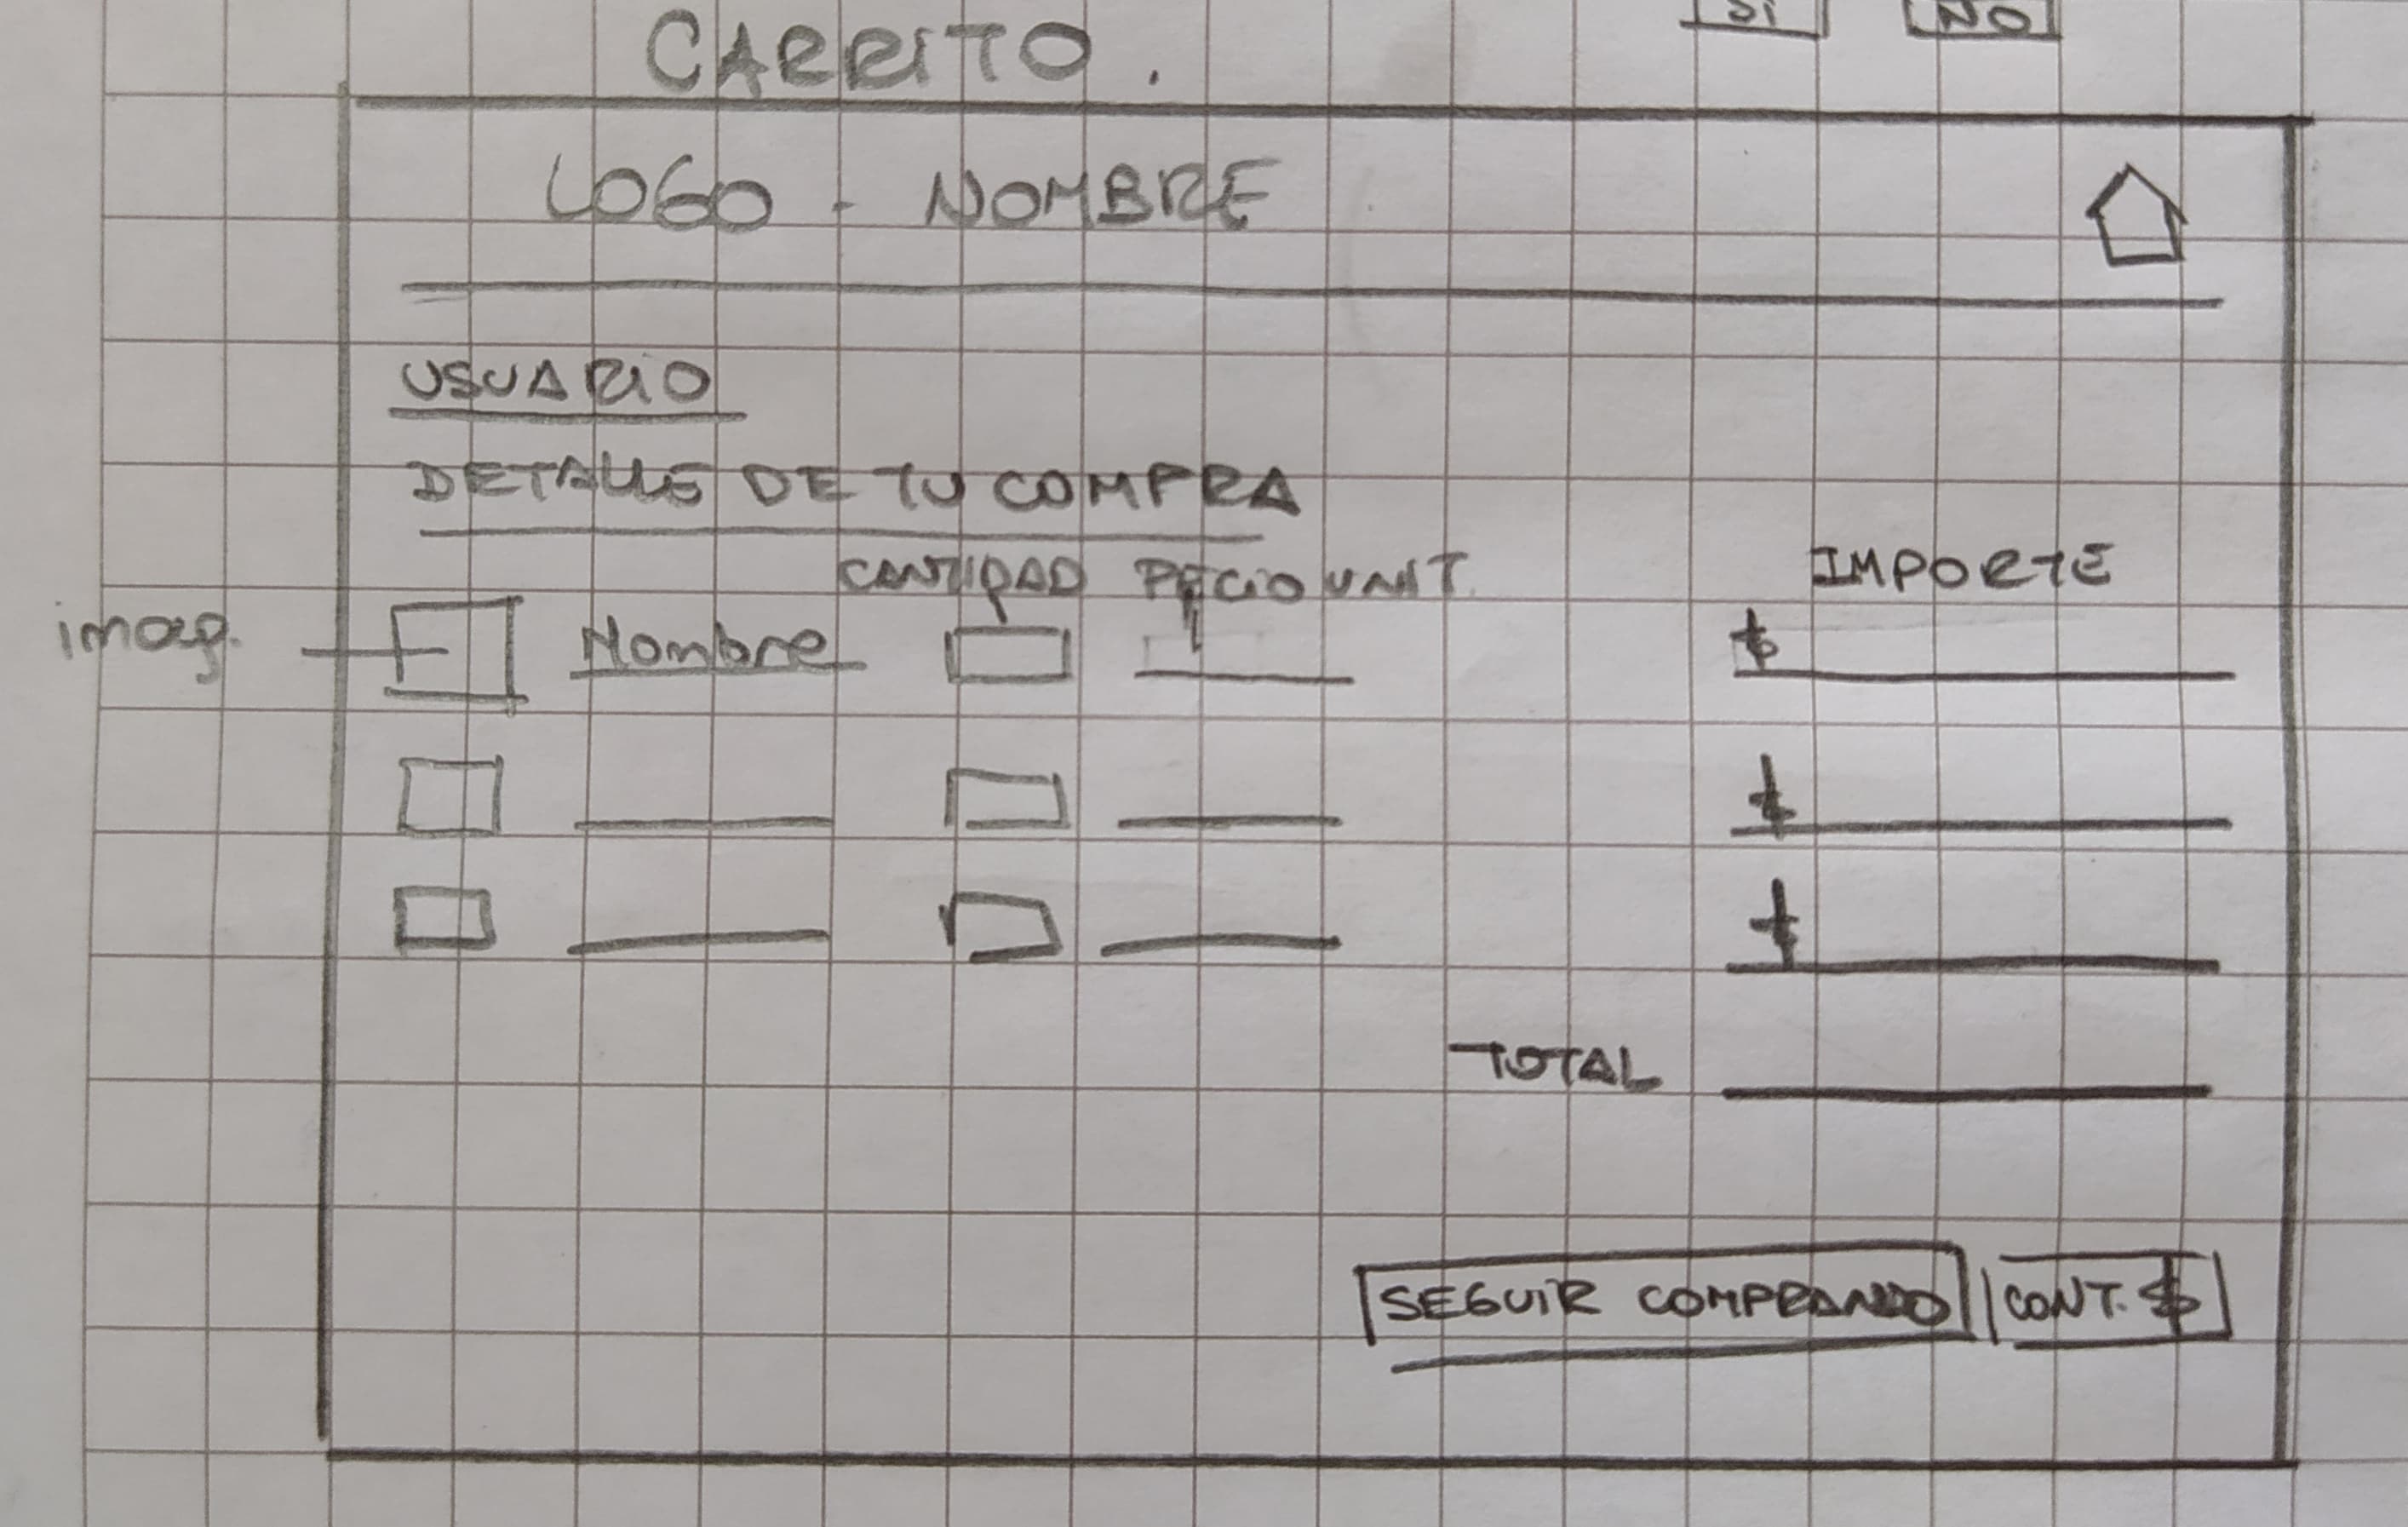 SI NO
CARRITO.
LOGO - NOMBRE
USUARIO
DETALLE DE TU COMPRA
CANTIDAD PRECIO UNIT. IMPORTE
imag. Nombre $
$
$
TOTAL
SEGUIR COMPRANDO CONT. $